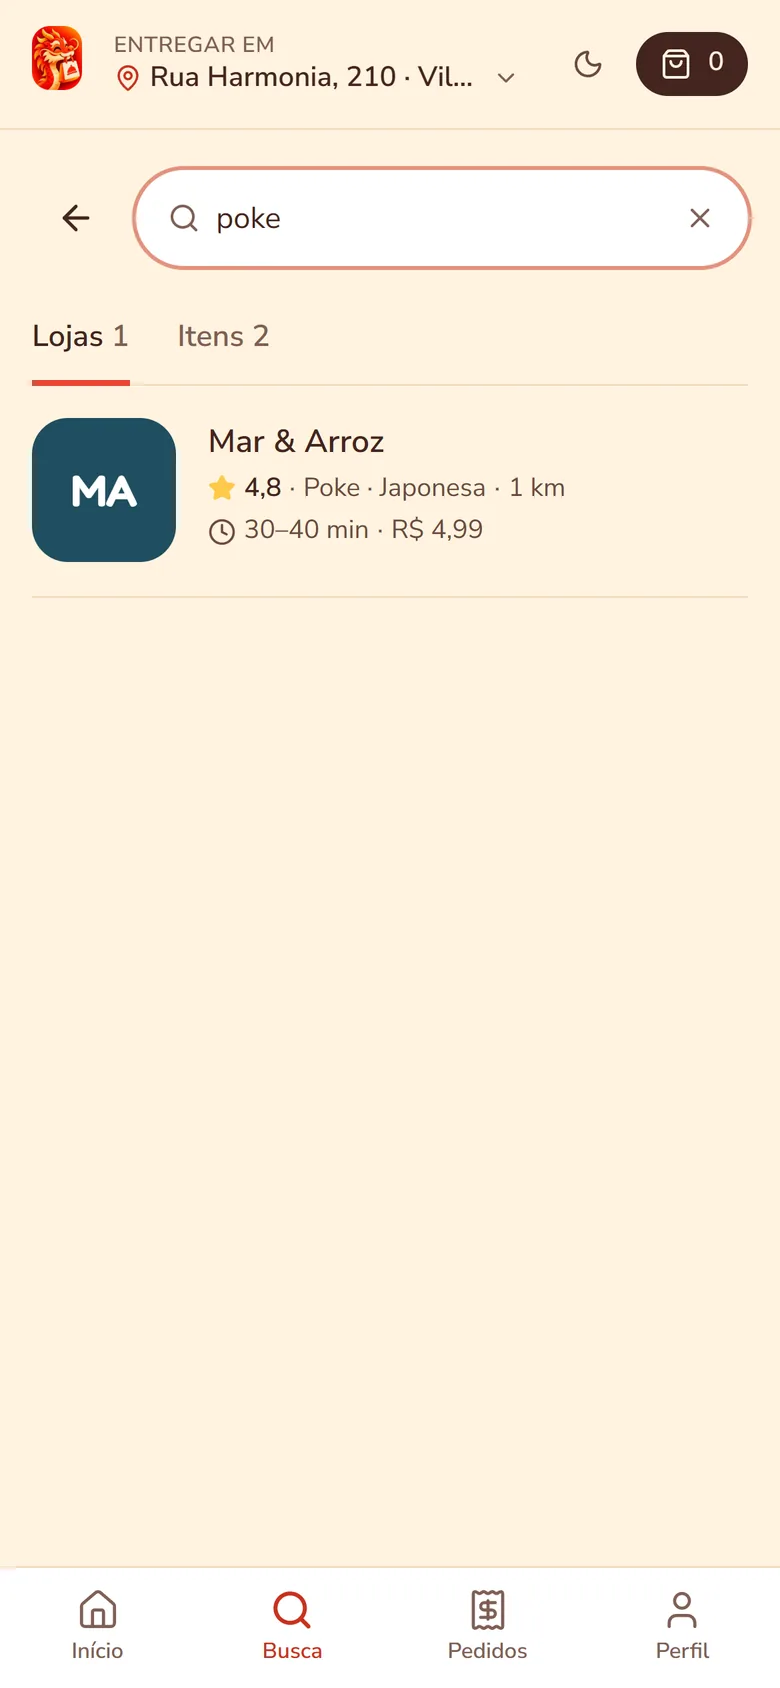 ENTREGAR EM
Rua Harmonia, 210 · Vil...
0
poke
Lojas 1
Itens 2
MA
Mar & Arroz
4,8 · Poke · Japonesa · 1 km
30–40 min · R$ 4,99
Início
Busca
Pedidos
Perfil